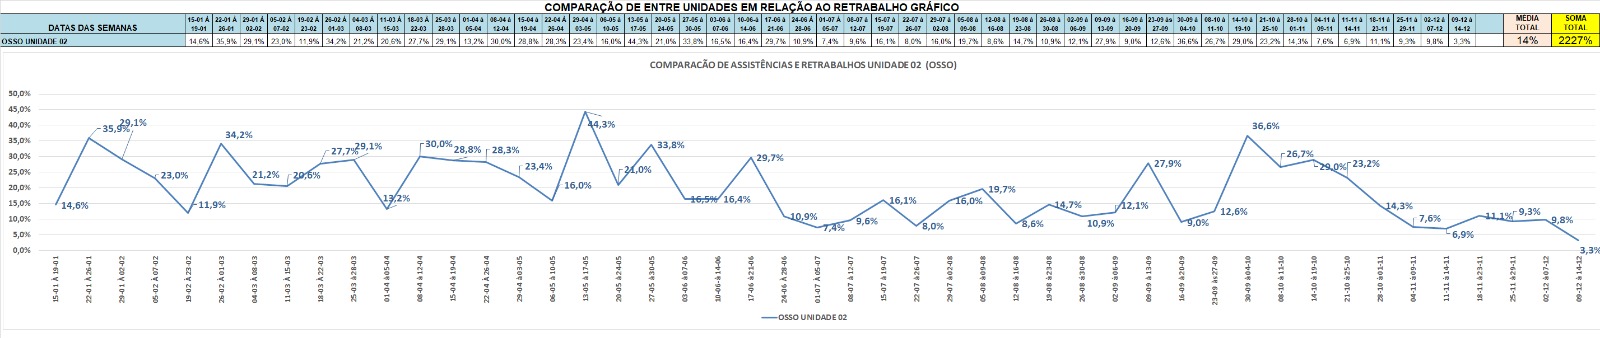 COMPARAÇÃO DE ENTRE UNIDADES EM RELAÇÃO AO RETRABALHO GRÁFICO
DATAS DAS SEMANAS 15-01 Á 19-01 22-01 Á 26-01 29-01 Á 02-02 05-02 Á 07-02 19-02 Á 23-02 26-02 Á 01-03 04-03 Á 08-03 11-03 Á 15-03 18-03 Á 22-03 25-03 á 28-03 01-04 á 05-04 08-04 á 12-04 15-04 á 19-04 22-04 á 26-04 29-04 á 03-05 06-05 á 10-05 13-05 á 17-05 20-05 á 24-05 27-05 á 30-05 03-06 á 07-06 10-06 á 14-06 17-06 á 21-06 24-06 Á 28-06 01-07 Á 05-07 08-07 Á 12-07 15-07 Á 19-07 22-07 Á 26-07 29-07 Á 02-08 05-08 á 09-08 12-08 á 16-08 19-08 á 23-08 26-08 á 30-08 02-09 á 06-09 09-09 á 13-09 16-09 á 20-09 23-09 ás 27-09 30-09 á 04-10 08-10 á 11-10 14-10 á 19-10 21-10 á 25-10 28-10 á 01-11 04-11 á 09-11 11-11 á 14-11 18-11 á 22-11 25-11 á 29-11 02-12 á 07-12 09-12 á 14-12 MÉDIA TOTAL SOMA TOTAL
OSSO UNIDADE 02 14,6% 35,9% 29,1% 23,0% 11,9% 34,2% 21,2% 20,6% 27,7% 29,1% 13,2% 30,0% 28,8% 28,3% 23,4% 16,0% 44,3% 21,0% 33,8% 16,5% 16,4% 29,7% 10,9% 7,4% 9,6% 16,1% 8,0% 16,0% 19,7% 8,6% 14,7% 10,9% 12,1% 27,9% 9,0% 12,6% 36,6% 26,7% 29,0% 23,2% 14,3% 7,6% 6,9% 11,1% 9,3% 9,8% 3,3% 14% 2227%
COMPARACÃO DE ASSISTÊNCIAS E RETRABALHOS UNIDADE 02 (OSSO)
50,0%
45,0%
40,0%
35,0%
30,0%
25,0%
20,0%
15,0%
10,0%
5,0%
0,0%
14,6% 35,9% 29,1% 23,0% 11,9% 34,2% 21,2% 20,6% 27,7% 29,1% 13,2% 30,0% 28,8% 28,3% 23,4% 16,0% 44,3% 21,0% 33,8% 16,5% 16,4% 29,7% 10,9% 7,4% 9,6% 16,1% 8,0% 16,0% 19,7% 8,6% 14,7% 10,9% 12,1% 27,9% 9,0% 12,6% 36,6% 26,7% 29,0% 23,2% 14,3% 7,6% 6,9% 11,1% 9,3% 9,8% 3,3%
15-01 Á 19-01
22-01 Á 26-01
29-01 Á 02-02
05-02 Á 07-02
19-02 Á 23-02
26-02 Á 01-03
04-03 Á 08-03
11-03 Á 15-03
18-03 Á 22-03
25-03 á 28-03
01-04 á 05-04
08-04 á 12-04
15-04 á 19-04
22-04 á 26-04
29-04 á 03-05
06-05 á 10-05
13-05 á 17-05
20-05 á 24-05
27-05 á 30-05
03-06 á 07-06
10-06 á 14-06
17-06 á 21-06
24-06 Á 28-06
01-07 Á 05-07
08-07 Á 12-07
15-07 Á 19-07
22-07 Á 26-07
29-07 Á 02-08
05-08 á 09-08
12-08 á 16-08
19-08 á 23-08
26-08 á 30-08
02-09 á 06-09
09-09 á 13-09
16-09 á 20-09
23-09 ás 27-09
30-09 á 04-10
08-10 á 11-10
14-10 á 19-10
21-10 á 25-10
28-10 á 01-11
04-11 á 09-11
11-11 á 14-11
18-11 á 22-11
25-11 á 29-11
02-12 á 07-12
09-12 á 14-12
OSSO UNIDADE 02